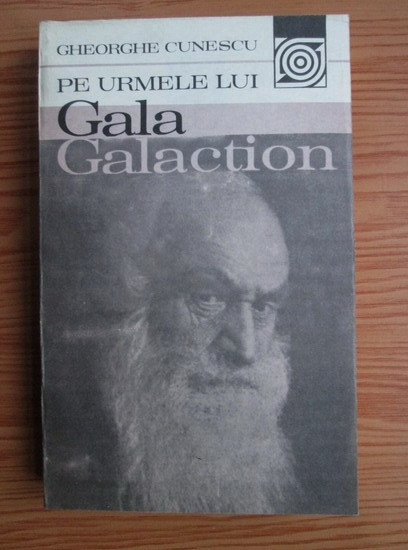 GHEORGHE CUNESCU
PE URMELE LUI
Gala
Galaction